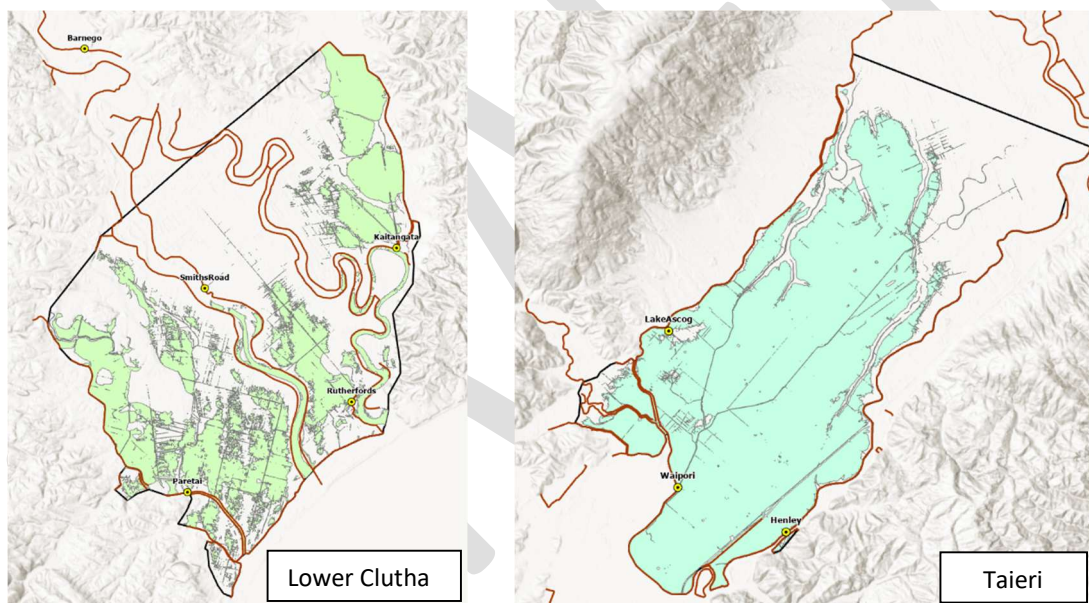 Barnego
Kaitangata
SmithsRoad
Rutherfords
Paretai
Lower Clutha
LakeAscog
Waipori
Henley
Taieri